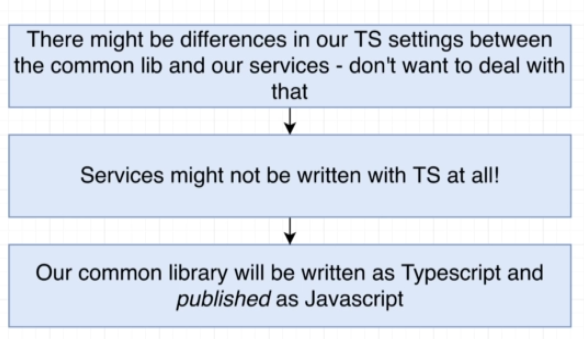 There might be differences in our TS settings between
the common lib and our services - don't want to deal with
that
Services might not be written with TS at all!
Our common library will be written as Typescript and
published as Javascript